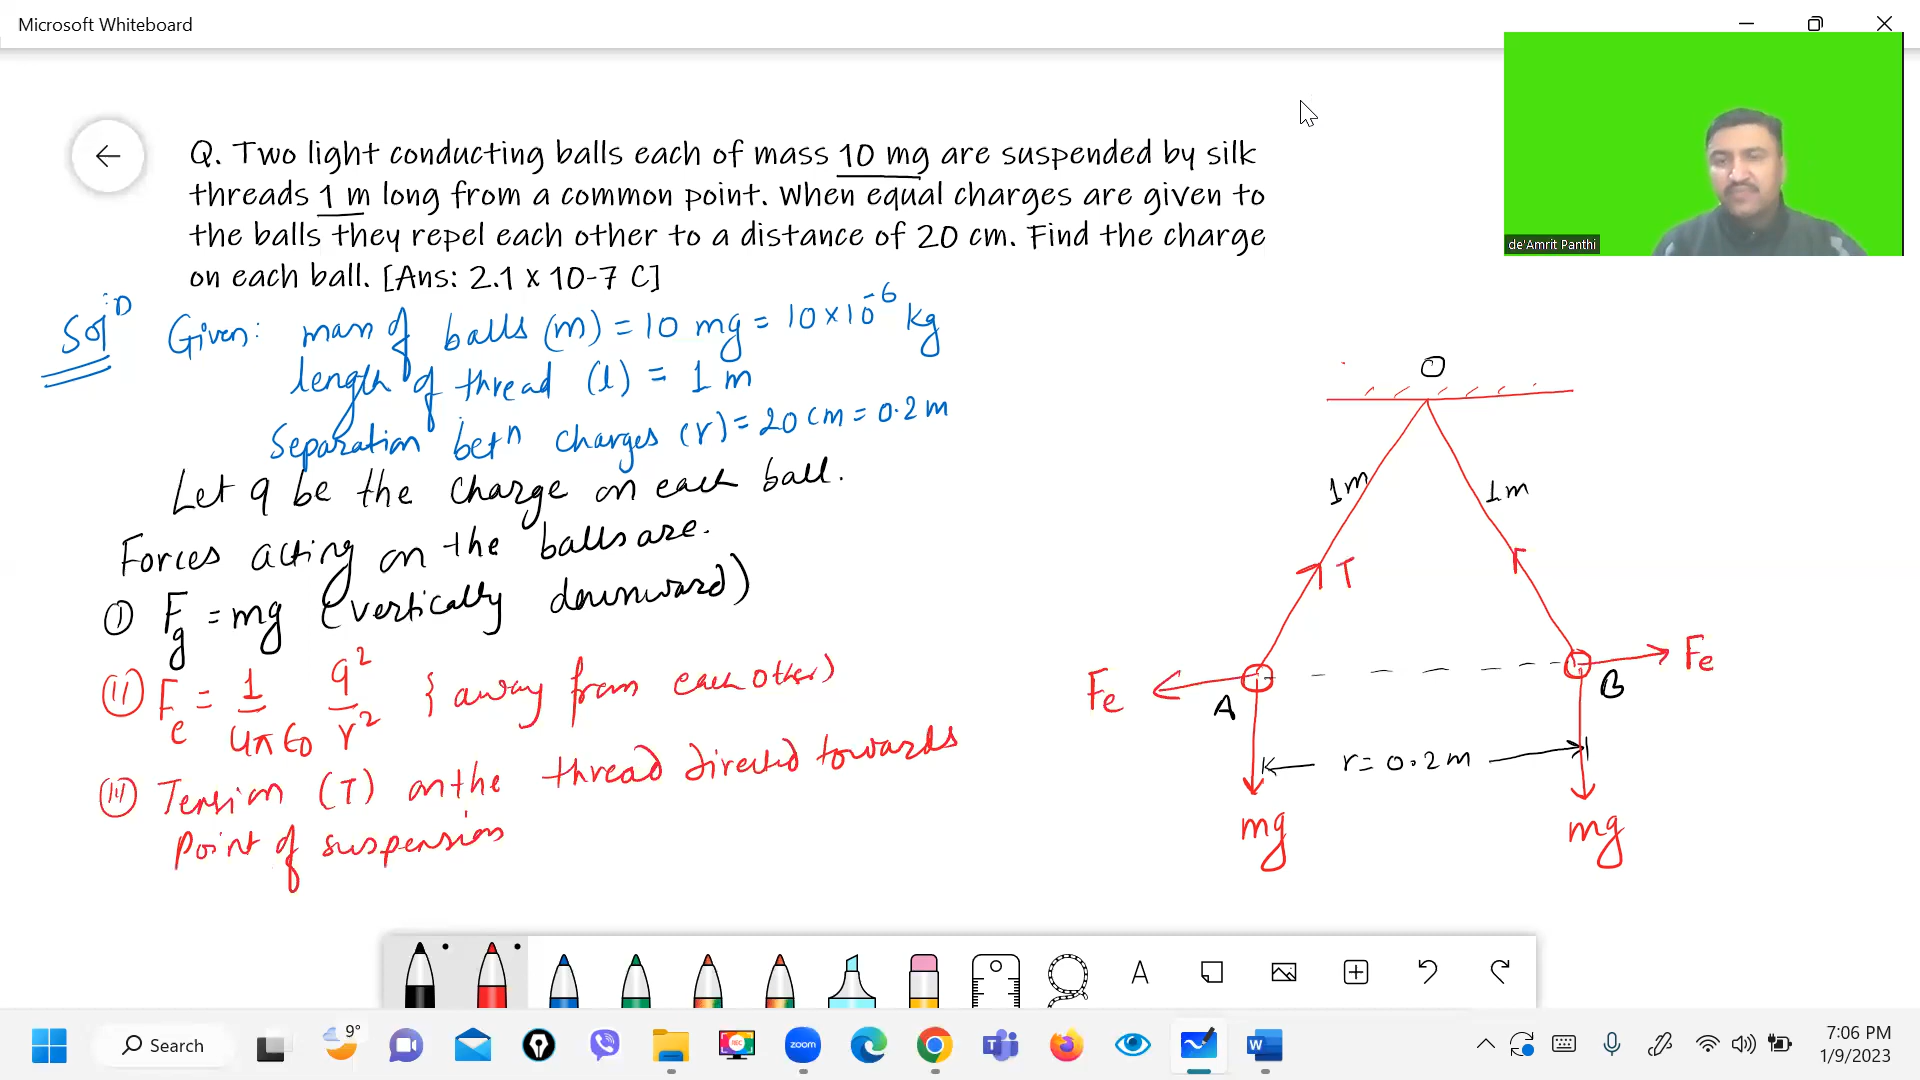 Microsoft Whiteboard
Q. Two light conducting balls each of mass 10 mg are suspended by silk
threads 1 m long from a common point. When equal charges are given to
the balls they repel each other to a distance of 20 cm. Find the charge
on each ball. [Ans: 2.1 x 10-7 C]
de'Amrit Panthi
Solⁿ Given: mass of balls (m) = 10 mg = 10×10⁻⁶ kg
length of thread (l) = 1 m
Separation betⁿ charges (r) = 20 cm = 0.2 m
Let q be the charge on each ball.
Forces acting on the balls are.
(i) Fg = mg (vertically downward)
(ii) Fe = 1/4πϵ0 q²/r² { away from each other)
(iii) Tension (T) on the thread directed towards
point of suspension
O
1m
1m
T
Fe
A
B
Fe
r = 0.2 m
mg
mg
A
9°
Search
REC
zoom
W
7:06 PM
1/9/2023